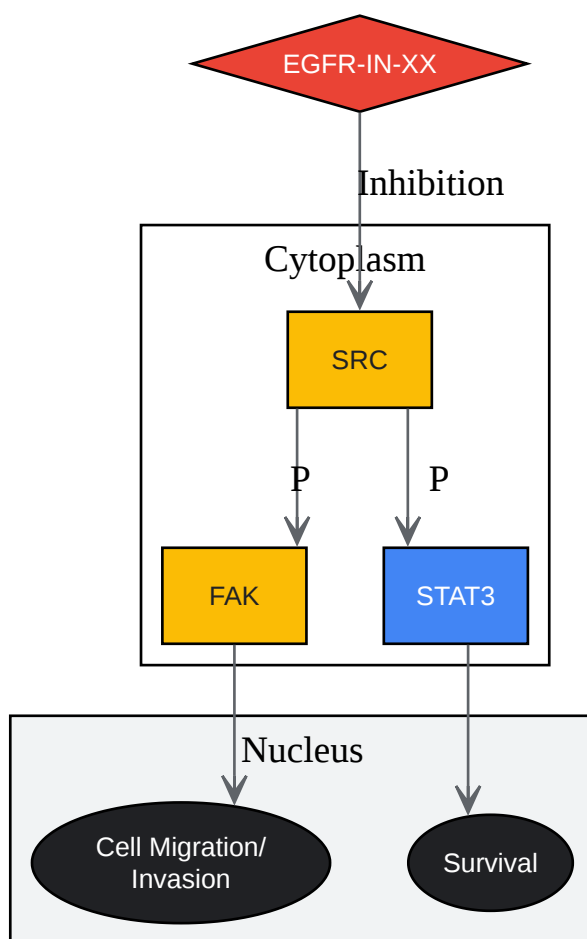 EGFR-IN-XX
Inhibition
Cytoplasm
SRC
P
P
FAK
STAT3
Nucleus
Cell Migration/
Invasion
Survival